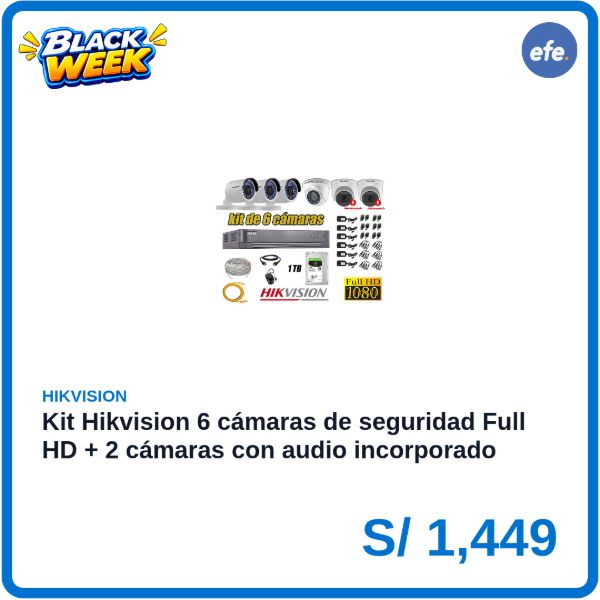 BLACK
WEEK
efe.
kit de 6 cámaras
1TB
HIKVISION
Full HD
1080
HIKVISION
Kit Hikvision 6 cámaras de seguridad Full
HD + 2 cámaras con audio incorporado
S/ 1,449